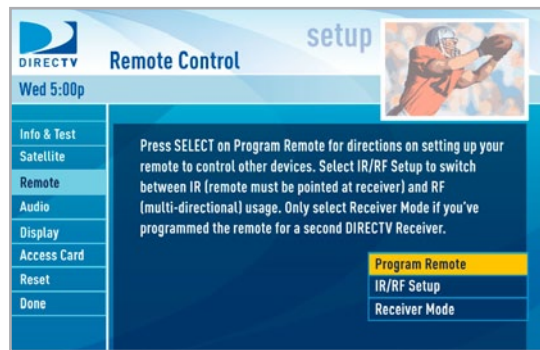 DIRECTV
Remote Control
setup
Wed 5:00p
Info & Test
Satellite
Remote
Audio
Display
Access Card
Reset
Done
Press SELECT on Program Remote for directions on setting up your
remote to control other devices. Select IR/RF Setup to switch
between IR (remote must be pointed at receiver) and RF
(multi-directional) usage. Only select Receiver Mode if you've
programmed the remote for a second DIRECTV Receiver.
Program Remote
IR/RF Setup
Receiver Mode